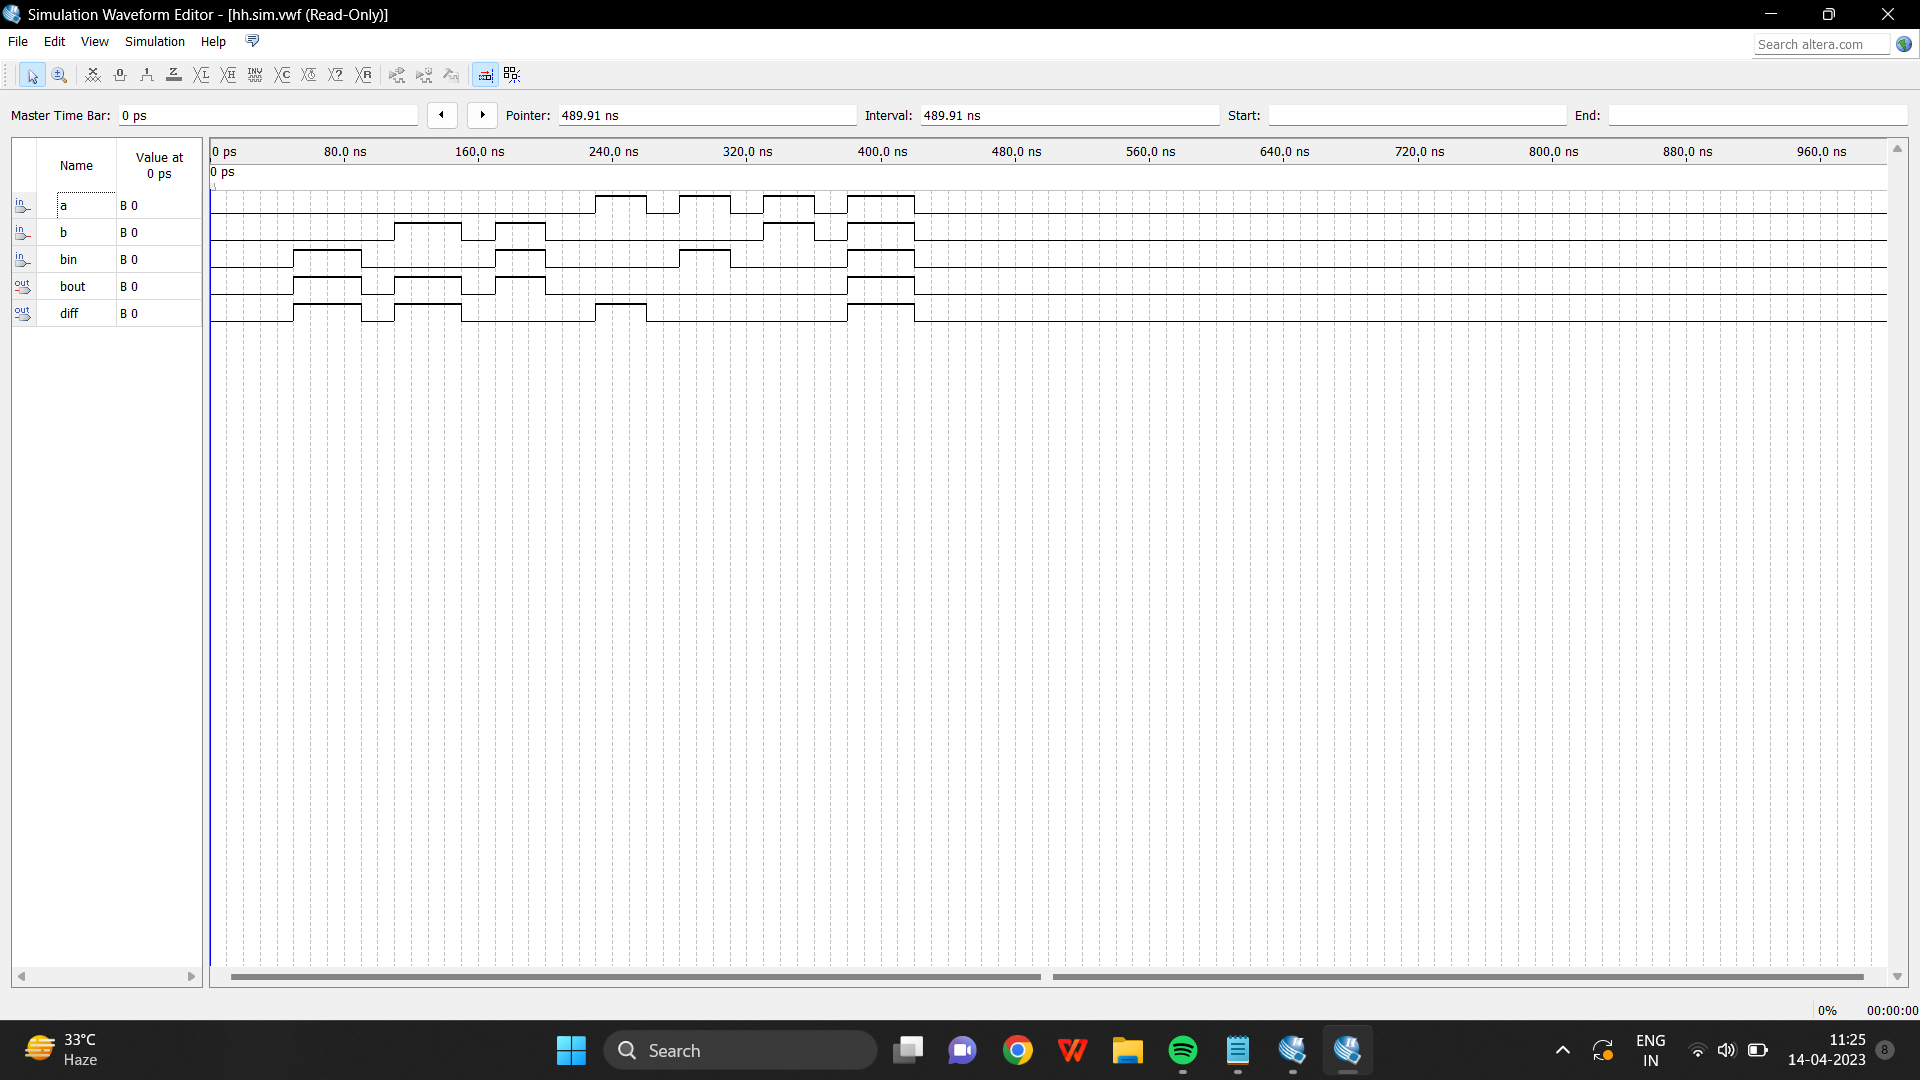 Simulation Waveform Editor - [hh.sim.vwf (Read-Only)]
File Edit View Simulation Help
Search altera.com
Master Time Bar: 0 ps Pointer: 489.91 ns Interval: 489.91 ns Start: End:
Name Value at 0 ps
0 ps 80.0 ns 160.0 ns 240.0 ns 320.0 ns 400.0 ns 480.0 ns 560.0 ns 640.0 ns 720.0 ns 800.0 ns 880.0 ns 960.0 ns
0 ps
in a B 0
in b B 0
in bin B 0
out bout B 0
out diff B 0
0% 00:00:00
33°C
Haze
Search
ENG
IN
11:25
14-04-2023
8